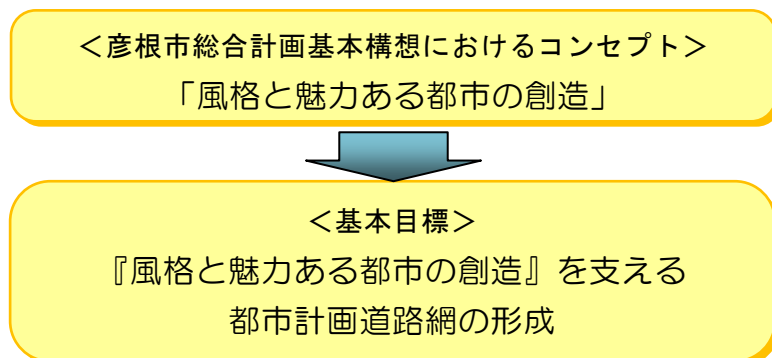 ＜彦根市総合計画基本構想におけるコンセプト＞
「風格と魅力ある都市の創造」
＜基本目標＞
『風格と魅力ある都市の創造』を支える
都市計画道路網の形成